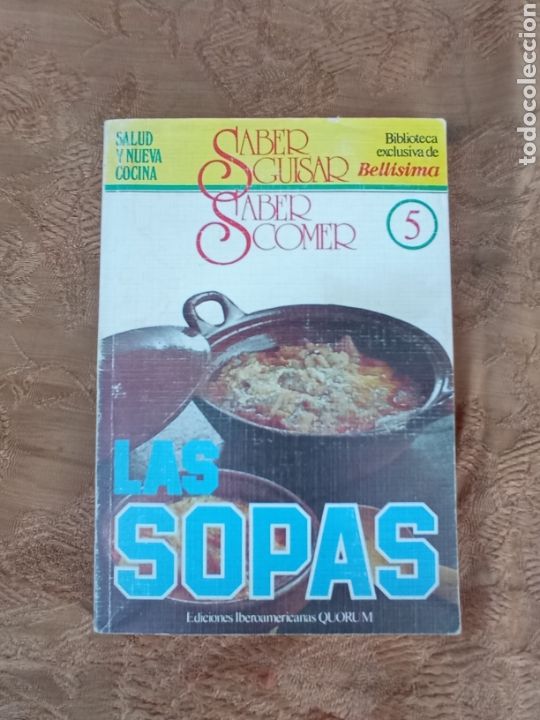 SALUD
Y NUEVA
COCINA
SABER
GUISAR
SABER
COMER
Biblioteca
exclusiva de
Bellísima
5
LAS
SOPAS
Ediciones Iberoamericanas QUORUM
todocoleccion